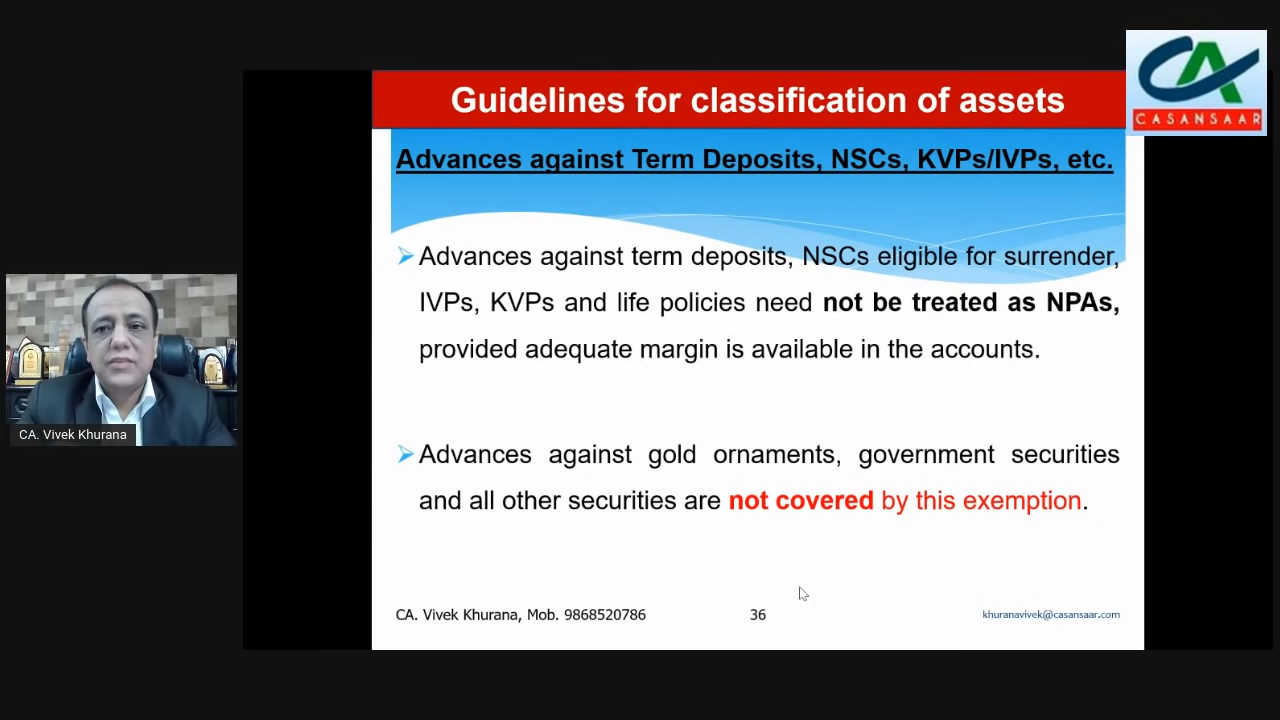 CASANSAAR
Guidelines for classification of assets
Advances against Term Deposits, NSCs, KVPs/IVPs, etc.
➢Advances against term deposits, NSCs eligible for surrender,
IVPs, KVPs and life policies need not be treated as NPAs,
provided adequate margin is available in the accounts.
➢Advances against gold ornaments, government securities
and all other securities are not covered by this exemption.
CA. Vivek Khurana
CA. Vivek Khurana, Mob. 9868520786 36 khuranavivek@casansaar.com